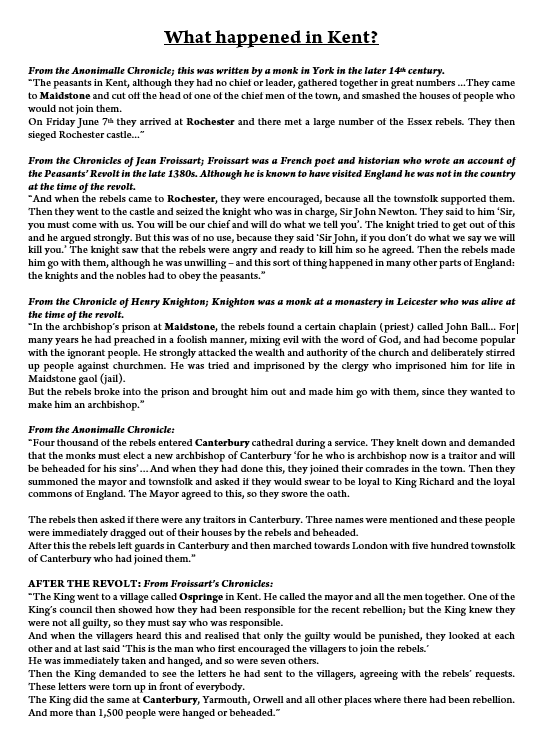 What happened in Kent?
From the Anonimalle Chronicle; this was written by a monk in York in the later 14th century.
"The peasants in Kent, although they had no chief or leader, gathered together in great numbers ...They came
to Maidstone and cut off the head of one of the chief men of the town, and smashed the houses of people who
would not join them.
On Friday June 7th they arrived at Rochester and there met a large number of the Essex rebels. They then
sieged Rochester castle..."
From the Chronicles of Jean Froissart; Froissart was a French poet and historian who wrote an account of
the Peasants' Revolt in the late 1380s. Although he is known to have visited England he was not in the country
at the time of the revolt.
"And when the rebels came to Rochester, they were encouraged, because all the townsfolk supported them.
Then they went to the castle and seized the knight who was in charge, Sir John Newton. They said to him 'Sir,
you must come with us. You will be our chief and will do what we tell you'. The knight tried to get out of this
and he argued strongly. But this was of no use, because they said 'Sir John, if you don't do what we say we will
kill you.' The knight saw that the rebels were angry and ready to kill him so he agreed. Then the rebels made
him go with them, although he was unwilling – and this sort of thing happened in many other parts of England:
the knights and the nobles had to obey the peasants."
From the Chronicle of Henry Knighton; Knighton was a monk at a monastery in Leicester who was alive at
the time of the revolt.
"In the archbishop's prison at Maidstone, the rebels found a certain chaplain (priest) called John Ball... For
many years he had preached in a foolish manner, mixing evil with the word of God, and had become popular
with the ignorant people. He strongly attacked the wealth and authority of the church and deliberately stirred
up people against churchmen. He was tried and imprisoned by the clergy who imprisoned him for life in
Maidstone gaol (jail).
But the rebels broke into the prison and brought him out and made him go with them, since they wanted to
make him an archbishop."
From the Anonimalle Chronicle:
"Four thousand of the rebels entered Canterbury cathedral during a service. They knelt down and demanded
that the monks must elect a new archbishop of Canterbury 'for he who is archbishop now is a traitor and will
be beheaded for his sins'... And when they had done this, they joined their comrades in the town. Then they
summoned the mayor and townsfolk and asked if they would swear to be loyal to King Richard and the loyal
commons of England. The Mayor agreed to this, so they swore the oath.
The rebels then asked if there were any traitors in Canterbury. Three names were mentioned and these people
were immediately dragged out of their houses by the rebels and beheaded.
After this the rebels left guards in Canterbury and then marched towards London with five hundred townsfolk
of Canterbury who had joined them."
AFTER THE REVOLT: From Froissart's Chronicles:
"The King went to a village called Ospringe in Kent. He called the mayor and all the men together. One of the
King's council then showed how they had been responsible for the recent rebellion; but the King knew they
were not all guilty, so they must say who was responsible.
And when the villagers heard this and realised that only the guilty would be punished, they looked at each
other and at last said 'This is the man who first encouraged the villagers to join the rebels.'
He was immediately taken and hanged, and so were seven others.
Then the King demanded to see the letters he had sent to the villagers, agreeing with the rebels' requests.
These letters were torn up in front of everybody.
The King did the same at Canterbury, Yarmouth, Orwell and all other places where there had been rebellion.
And more than 1,500 people were hanged or beheaded."